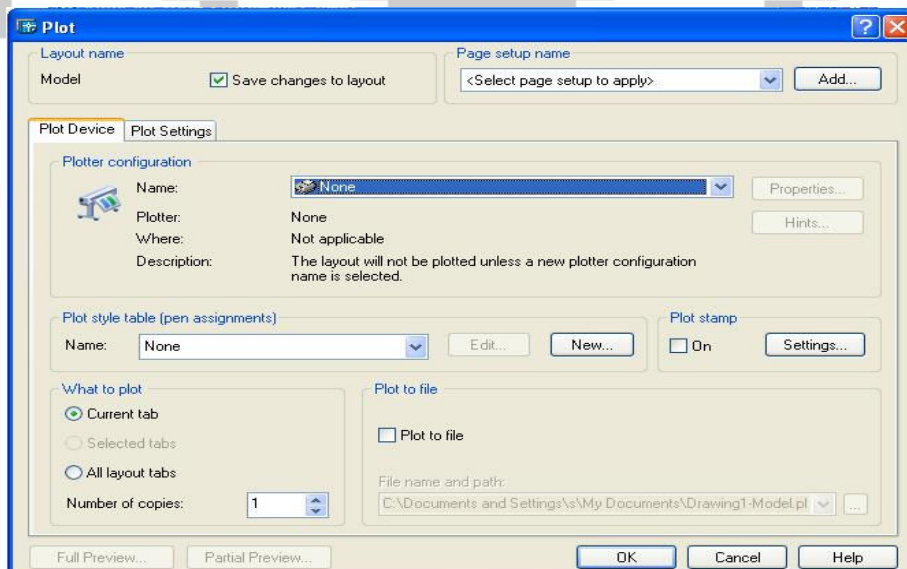 Plot
Layout name
Model
Save changes to layout
Page setup name
<Select page setup to apply>
Add...
Plot Device
Plot Settings
Plotter configuration
Name:
None
Properties...
Plotter:
None
Hints...
Where:
Not applicable
Description:
The layout will not be plotted unless a new plotter configuration
name is selected.
Plot style table (pen assignments)
Name:
None
Edit...
New...
Plot stamp
On
Settings...
What to plot
Current tab
Selected tabs
All layout tabs
Number of copies:
1
Plot to file
Plot to file
File name and path:
C:\Documents and Settings\s\My Documents\Drawing1-Model.pl
...
Full Preview...
Partial Preview...
OK
Cancel
Help